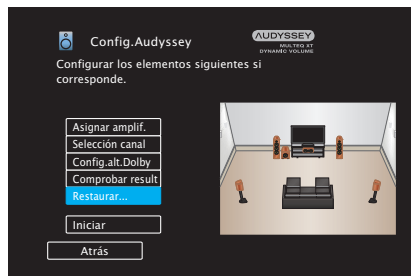 Config.Audyssey
AUDYSSEY
MULTEQ XT
DYNAMIC VOLUME
Configurar los elementos siguientes si
corresponde.
Asignar amplif.
Selección canal
Config.alt.Dolby
Comprobar result
Restaurar...
Iniciar
Atrás